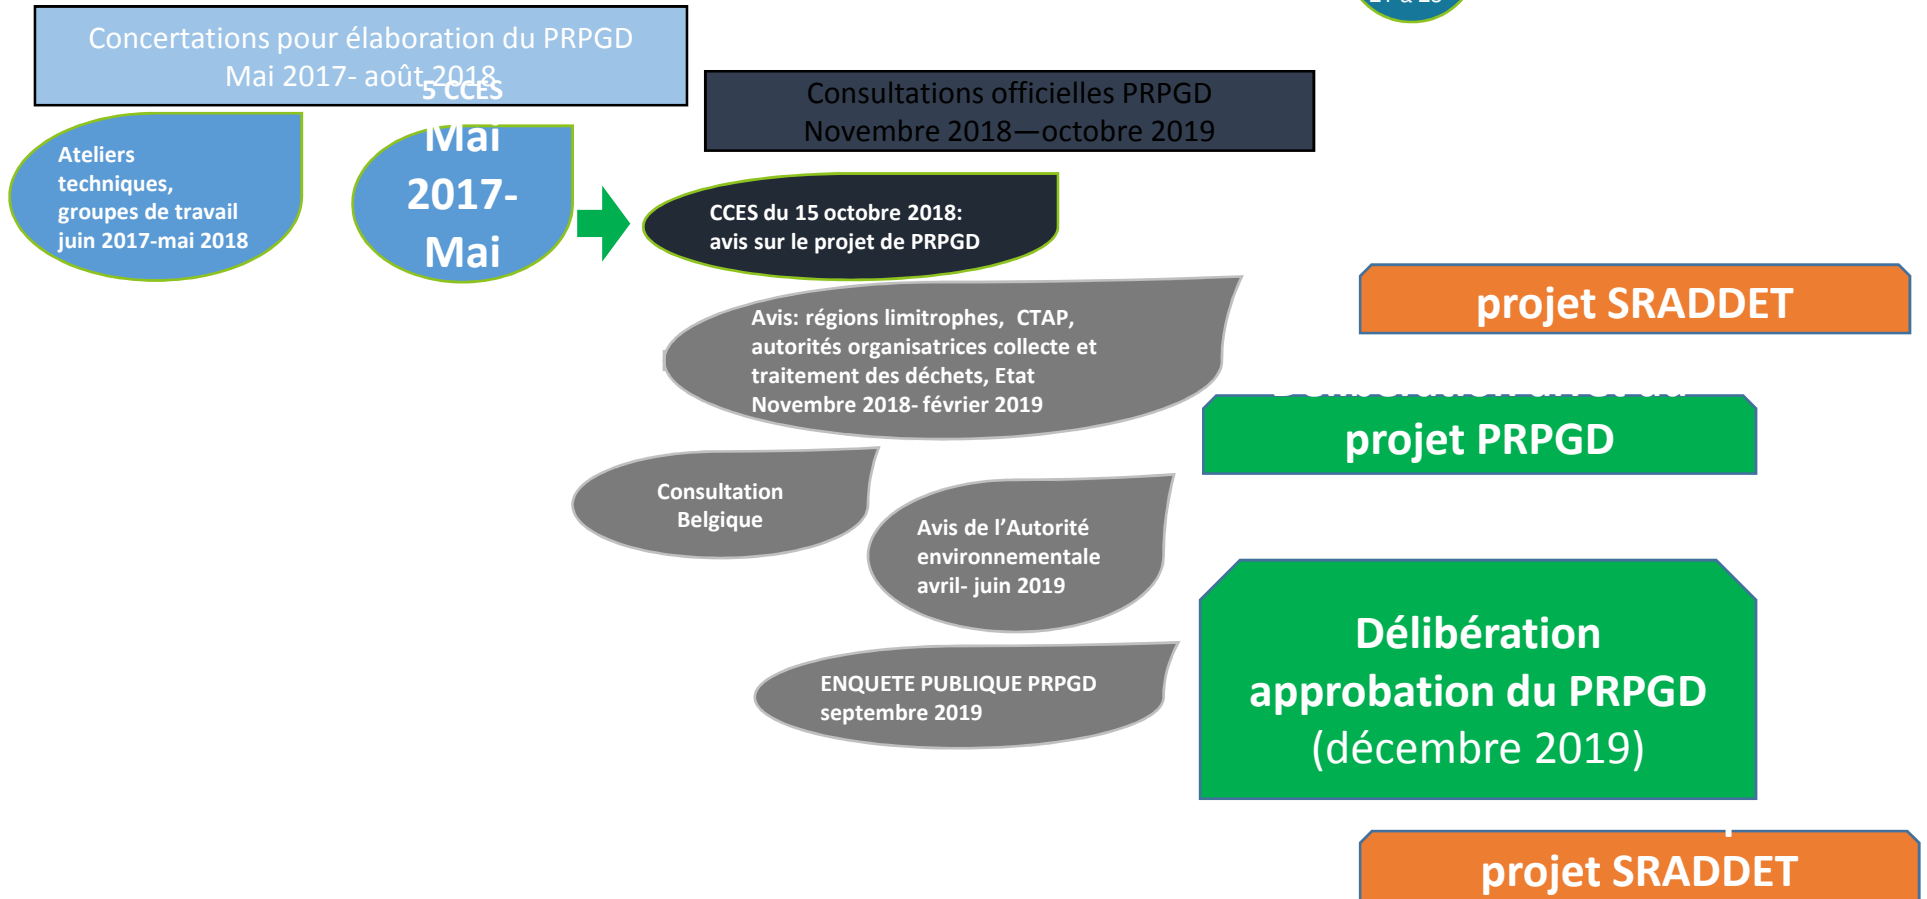 Concertations pour élaboration du PRPGD
Mai 2017- août 2018
5 CCES
Mai
2017-
Mai
Ateliers
techniques,
groupes de travail
juin 2017-mai 2018
Consultations officielles PRPGD
Novembre 2018—octobre 2019
CCES du 15 octobre 2018:
avis sur le projet de PRPGD
Avis: régions limitrophes, CTAP,
autorités organisatrices collecte et
traitement des déchets, Etat
Novembre 2018- février 2019
projet SRADDET
projet PRPGD
Consultation
Belgique
Avis de l’Autorité
environnementale
avril- juin 2019
ENQUETE PUBLIQUE PRPGD
septembre 2019
Délibération
approbation du PRPGD
(décembre 2019)
projet SRADDET